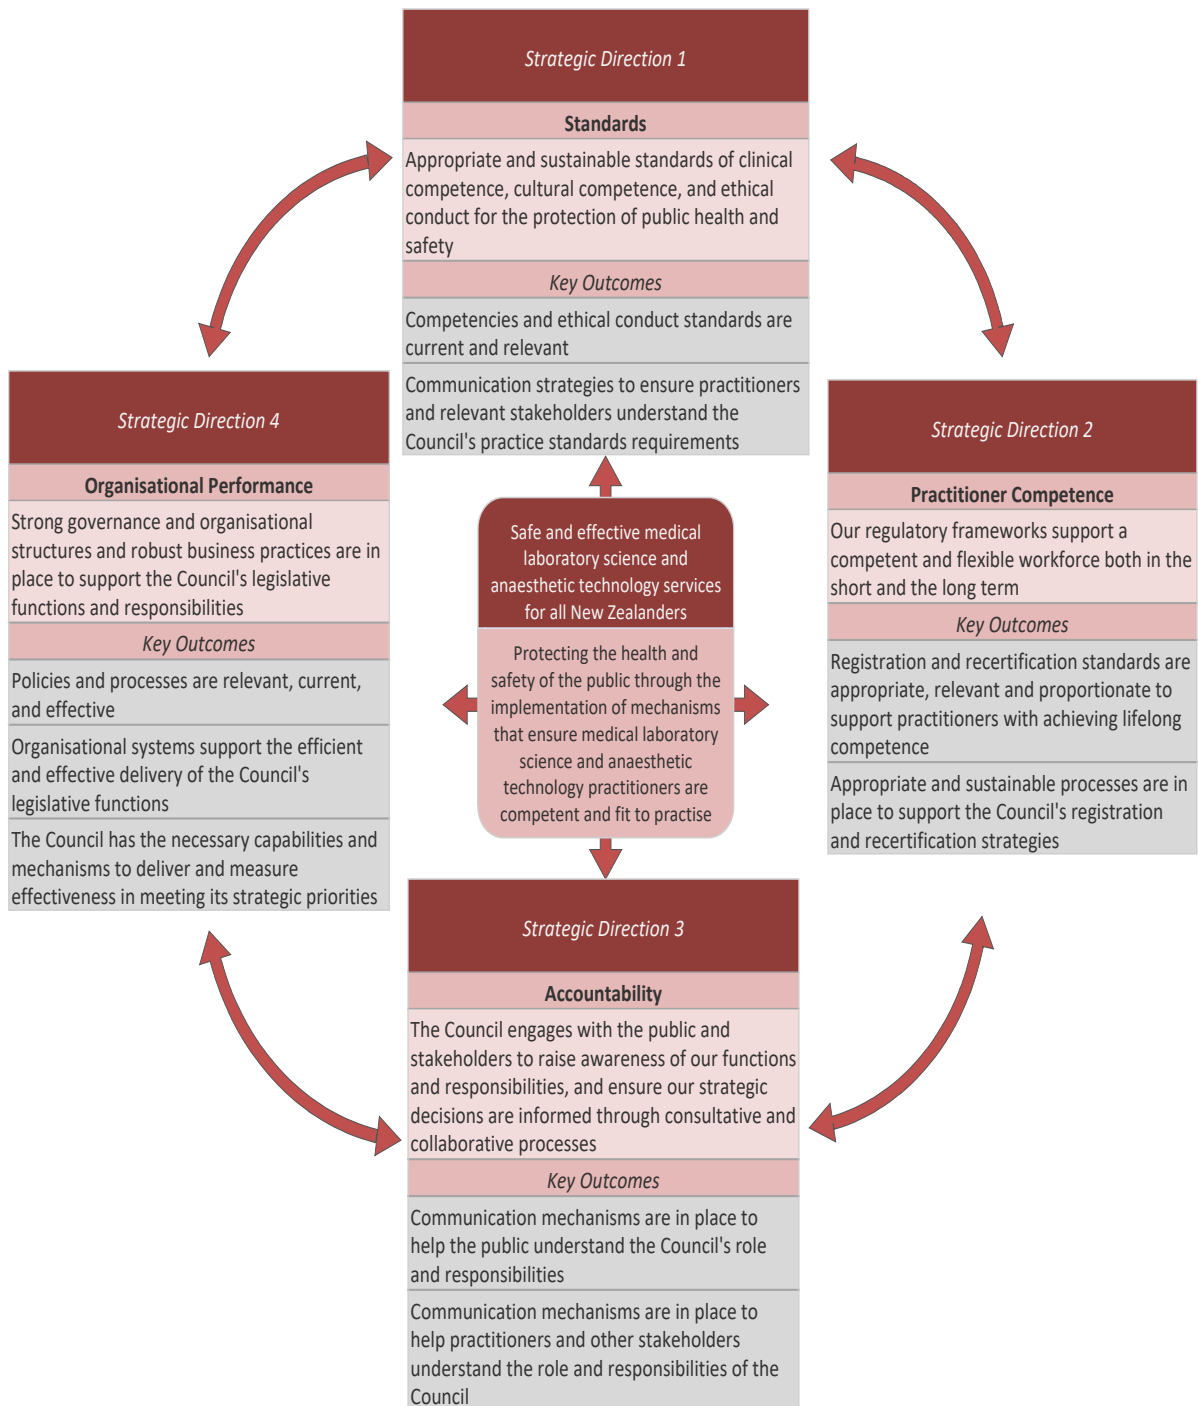 Strategic Direction 1
Standards
Appropriate and sustainable standards of clinical
competence, cultural competence, and ethical
conduct for the protection of public health and
safety
Key Outcomes
Competencies and ethical conduct standards are
current and relevant
Communication strategies to ensure practitioners
and relevant stakeholders understand the
Council's practice standards requirements
Strategic Direction 4
Organisational Performance
Strong governance and organisational
structures and robust business practices are in
place to support the Council's legislative
functions and responsibilities
Key Outcomes
Policies and processes are relevant, current,
and effective
Organisational systems support the efficient
and effective delivery of the Council's
legislative functions
The Council has the necessary capabilities and
mechanisms to deliver and measure
effectiveness in meeting its strategic priorities
Safe and effective medical
laboratory science and
anaesthetic technology services
for all New Zealanders
Protecting the health and
safety of the public through the
implementation of mechanisms
that ensure medical laboratory
science and anaesthetic
technology practitioners are
competent and fit to practise
Strategic Direction 2
Practitioner Competence
Our regulatory frameworks support a
competent and flexible workforce both in the
short and the long term
Key Outcomes
Registration and recertification standards are
appropriate, relevant and proportionate to
support practitioners with achieving lifelong
competence
Appropriate and sustainable processes are in
place to support the Council's registration
and recertification strategies
Strategic Direction 3
Accountability
The Council engages with the public and
stakeholders to raise awareness of our functions
and responsibilities, and ensure our strategic
decisions are informed through consultative and
collaborative processes
Key Outcomes
Communication mechanisms are in place to
help the public understand the Council's role
and responsibilities
Communication mechanisms are in place to
help practitioners and other stakeholders
understand the role and responsibilities of the
Council